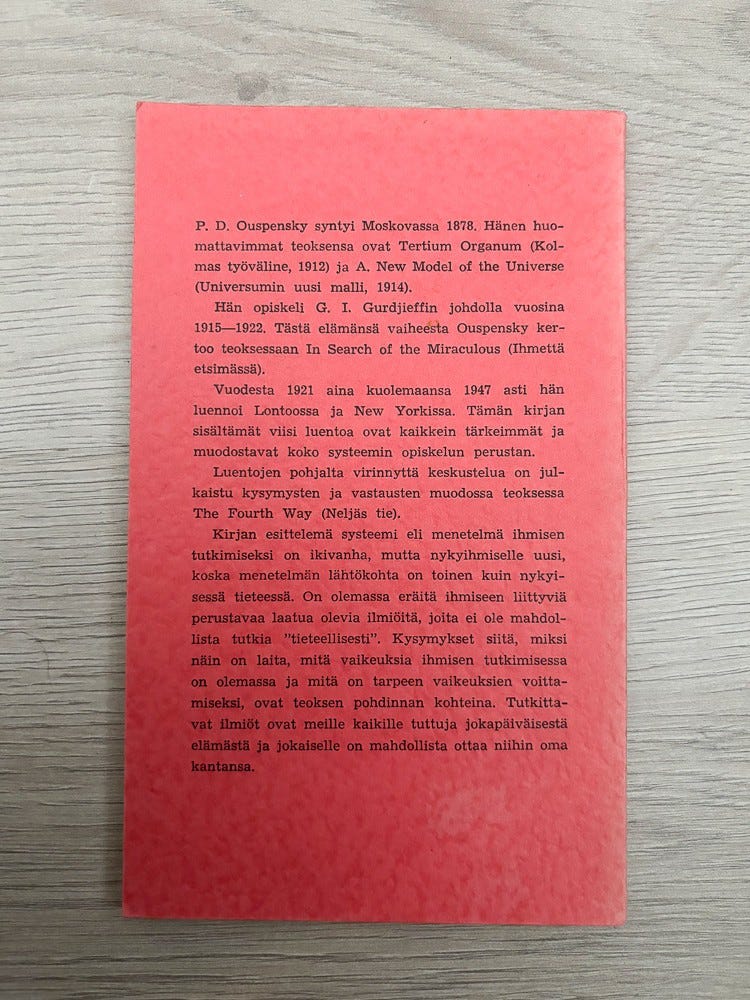 P. D. Ouspensky syntyi Moskovassa 1878. Hänen huo-
mattavimmat teoksensa ovat Tertium Organum (Kol-
mas työväline, 1912) ja A. New Model of the Universe
(Universumin uusi malli, 1914).
Hän opiskeli G. I. Gurdjieffin johdolla vuosina
1915—1922. Tästä elämänsä vaiheesta Ouspensky ker-
too teoksessaan In Search of the Miraculous (Ihmettä
etsimässä).
Vuodesta 1921 aina kuolemaansa 1947 asti hän
luennoi Lontoossa ja New Yorkissa. Tämän kirjan
sisältämät viisi luentoa ovat kaikkein tärkeimmät ja
muodostavat koko systeemin opiskelun perustan.
Luentojen pohjalta virinnyttä keskustelua on jul-
kaistu kysymysten ja vastausten muodossa teoksessa
The Fourth Way (Neljäs tie).
Kirjan esittelemä systeemi eli menetelmä ihmisen
tutkimiseksi on ikivanha, mutta nykyihmiselle uusi,
koska menetelmän lähtökohta on toinen kuin nykyi-
sessä tieteessä. On olemassa eräitä ihmiseen liittyviä
perustavaa laatua olevia ilmiöitä, joita ei ole mahdol-
lista tutkia ”tieteellisesti”. Kysymykset siitä, miksi
näin on laita, mitä vaikeuksia ihmisen tutkimisessa
on olemassa ja mitä on tarpeen vaikeuksien voitta-
miseksi, ovat teoksen pohdinnan kohteina. Tutkitta-
vat ilmiöt ovat meille kaikille tuttuja jokapäiväisestä
elämästä ja jokaiselle on mahdollista ottaa niihin oma
kantansa.